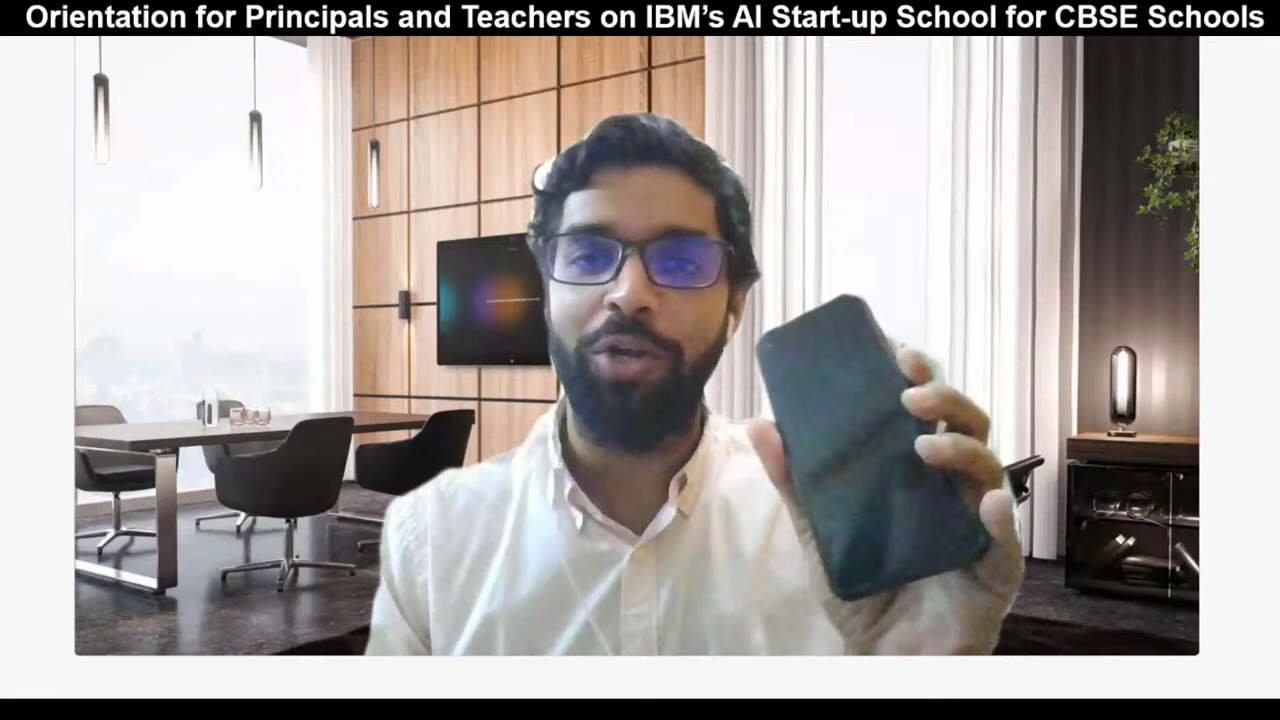 Orientation for Principals and Teachers on IBM’s AI Start-up School for CBSE Schools